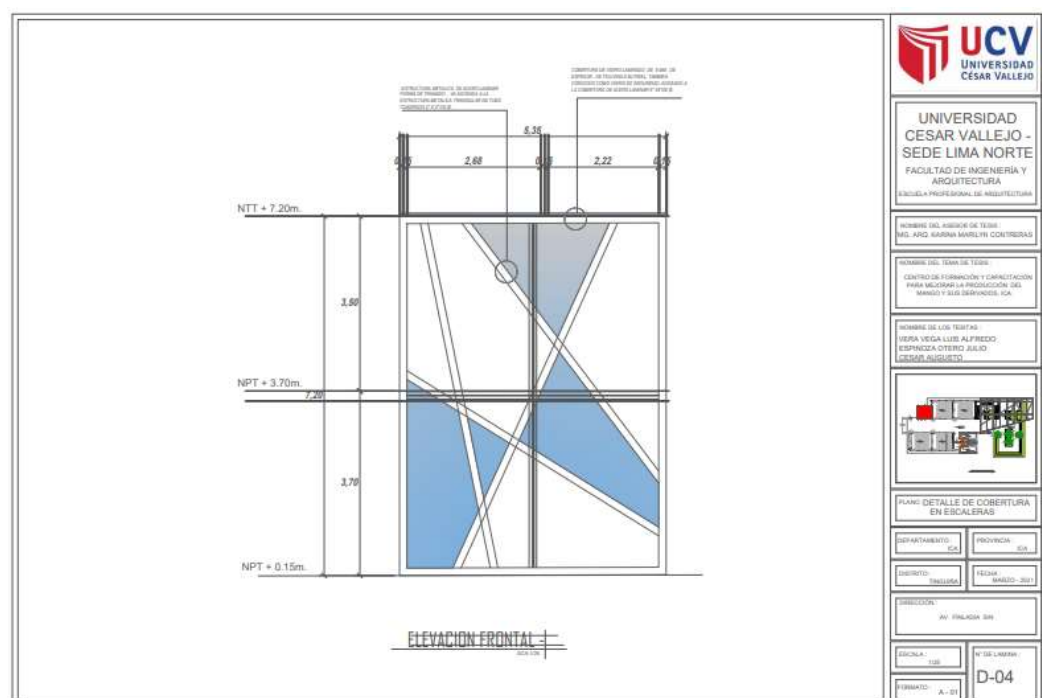 UCV
UNIVERSIDAD
CÉSAR VALLEJO
UNIVERSIDAD
CESAR VALLEJO -
SEDE LIMA NORTE
FACULTAD DE INGENIERÍA Y
ARQUITECTURA
ESCUELA PROFESIONAL DE ARQUITECTURA
NOMBRE DEL ASESOR DE TESIS :
MG. ARQ. KARINA MARILYN CONTRERAS
NOMBRE DEL TEMA DE TESIS :
CENTRO DE FORMACIÓN Y CAPACITACIÓN
PARA MEJORAR LA PRODUCCIÓN DEL
MANGO Y SUS DERIVADOS, ICA
NOMBRE DE LOS TESITAS :
VERA VEGA LUIS ALFREDO
ESPINOZA OTERO JULIO
CESAR AUGUSTO
PLANO: DETALLE DE COBERTURA
EN ESCALERAS
DEPARTAMENTO:
ICA
PROVINCIA:
ICA
DISTRITO:
TINGUIÑA
FECHA :
MARZO - 2021
DIRECCIÓN :
AV.
ESCALA :
FORMATO:
A - 01
N° DE LAMINA :
D-04
5,35
2,68
2,22
NTT + 7.20m.
3,50
NPT + 3.70m.
7,20
3,70
NPT + 0.15m.
ELEVACION FRONTAL -